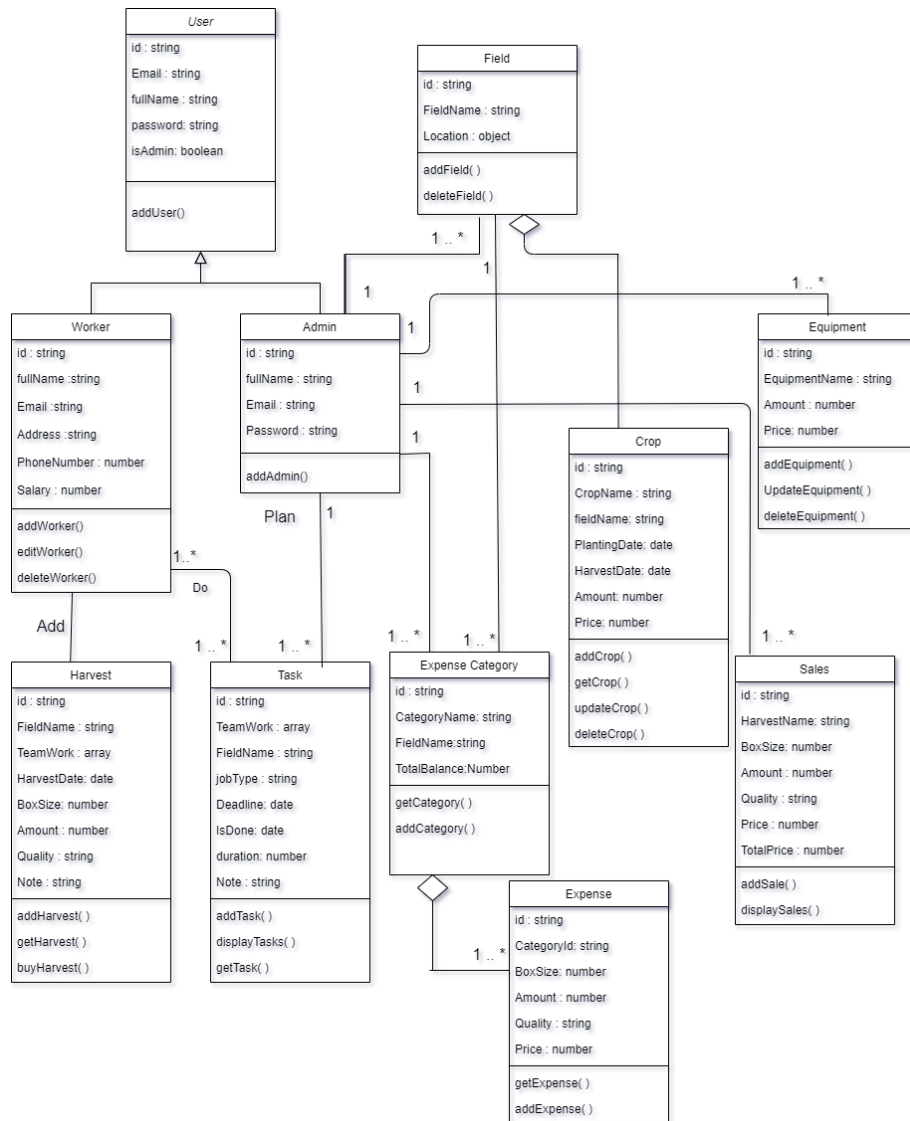 User
id : string
Email : string
fullName : string
password: string
isAdmin: boolean
addUser()
Field
id : string
FieldName : string
Location : object
addField( )
deleteField( )
1 .. *
1
1
1 .. *
1
1
1
Worker
id : string
fullName :string
Email :string
Address :string
PhoneNumber : number
Salary : number
addWorker()
editWorker()
deleteWorker()
Admin
id : string
fullName : string
Email : string
Password : string
addAdmin()
Equipment
id : string
EquipmentName : string
Amount : number
Price: number
addEquipment( )
UpdateEquipment( )
deleteEquipment( )
Crop
id : string
CropName : string
fieldName: string
PlantingDate: date
HarvestDate: date
Amount: number
Price: number
addCrop( )
getCrop( )
updateCrop( )
deleteCrop( )
Plan
1
1..*
Do
Add
1 .. *
1 .. *
1 .. *
1 .. *
1 .. *
Harvest
id : string
FieldName : string
TeamWork : array
HarvestDate: date
BoxSize: number
Amount : number
Quality : string
Note : string
addHarvest( )
getHarvest( )
buyHarvest( )
Task
id : string
TeamWork : array
FieldName : string
jobType : string
Deadline: date
IsDone: date
duration: number
Note : string
addTask( )
displayTasks( )
getTask( )
Expense Category
id : string
CategoryName: string
FieldName:string
TotalBalance:Number
getCategory( )
addCategory( )
Sales
id : string
HarvestName: string
BoxSize: number
Amount : number
Quality : string
Price : number
TotalPrice : number
addSale( )
displaySales( )
1 .. *
Expense
id : string
CategoryId: string
BoxSize: number
Amount : number
Quality : string
Price : number
getExpense( )
addExpense( )